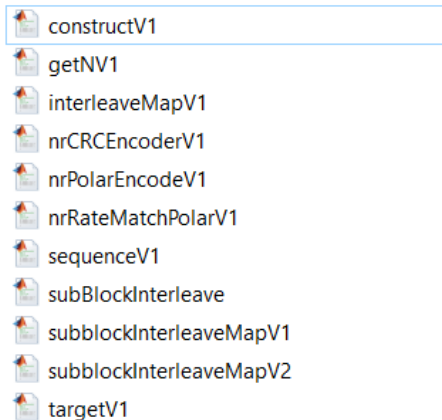 constructV1
getNV1
interleaveMapV1
nrCRCEncoderV1
nrPolarEncodeV1
nrRateMatchPolarV1
sequenceV1
subBlockInterleave
subblockInterleaveMapV1
subblockInterleaveMapV2
targetV1